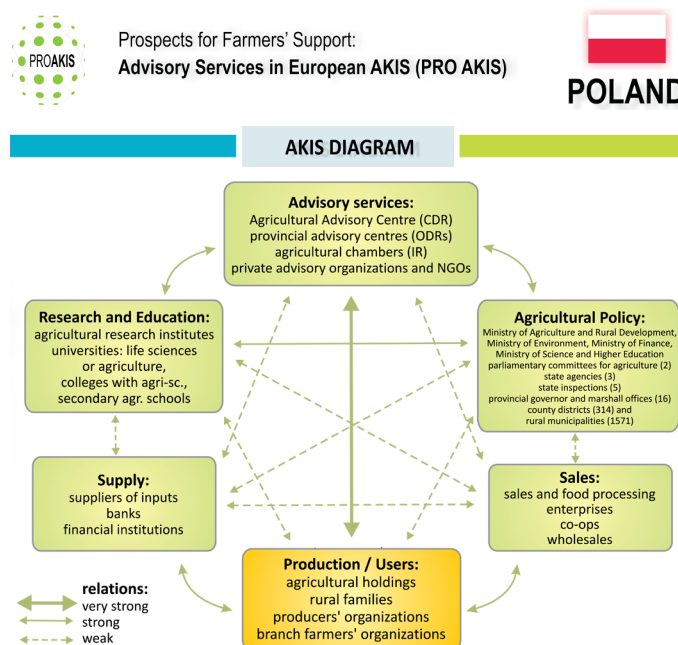 PROAKIS
Prospects for Farmers' Support:
Advisory Services in European AKIS (PRO AKIS)
POLAND
AKIS DIAGRAM
Advisory services:
Agricultural Advisory Centre (CDR)
provincial advisory centres (ODRs)
agricultural chambers (IR)
private advisory organizations and NGOs
Research and Education:
agricultural research institutes
universities: life sciences
or agriculture,
colleges with agri-sc.,
secondary agr. schools
Agricultural Policy:
Ministry of Agriculture and Rural Development,
Ministry of Environment, Ministry of Finance,
Ministry of Science and Higher Education
parliamentary committees for agriculture (2)
state agencies (3)
state inspections (5)
provincial governor and marshall offices (16)
county districts (314) and
rural municipalities (1571)
Supply:
suppliers of inputs
banks
financial institutions
Sales:
sales and food processing
enterprises
co-ops
wholesales
Production / Users:
agricultural holdings
rural families
producers' organizations
branch farmers' organizations
relations:
very strong
strong
weak